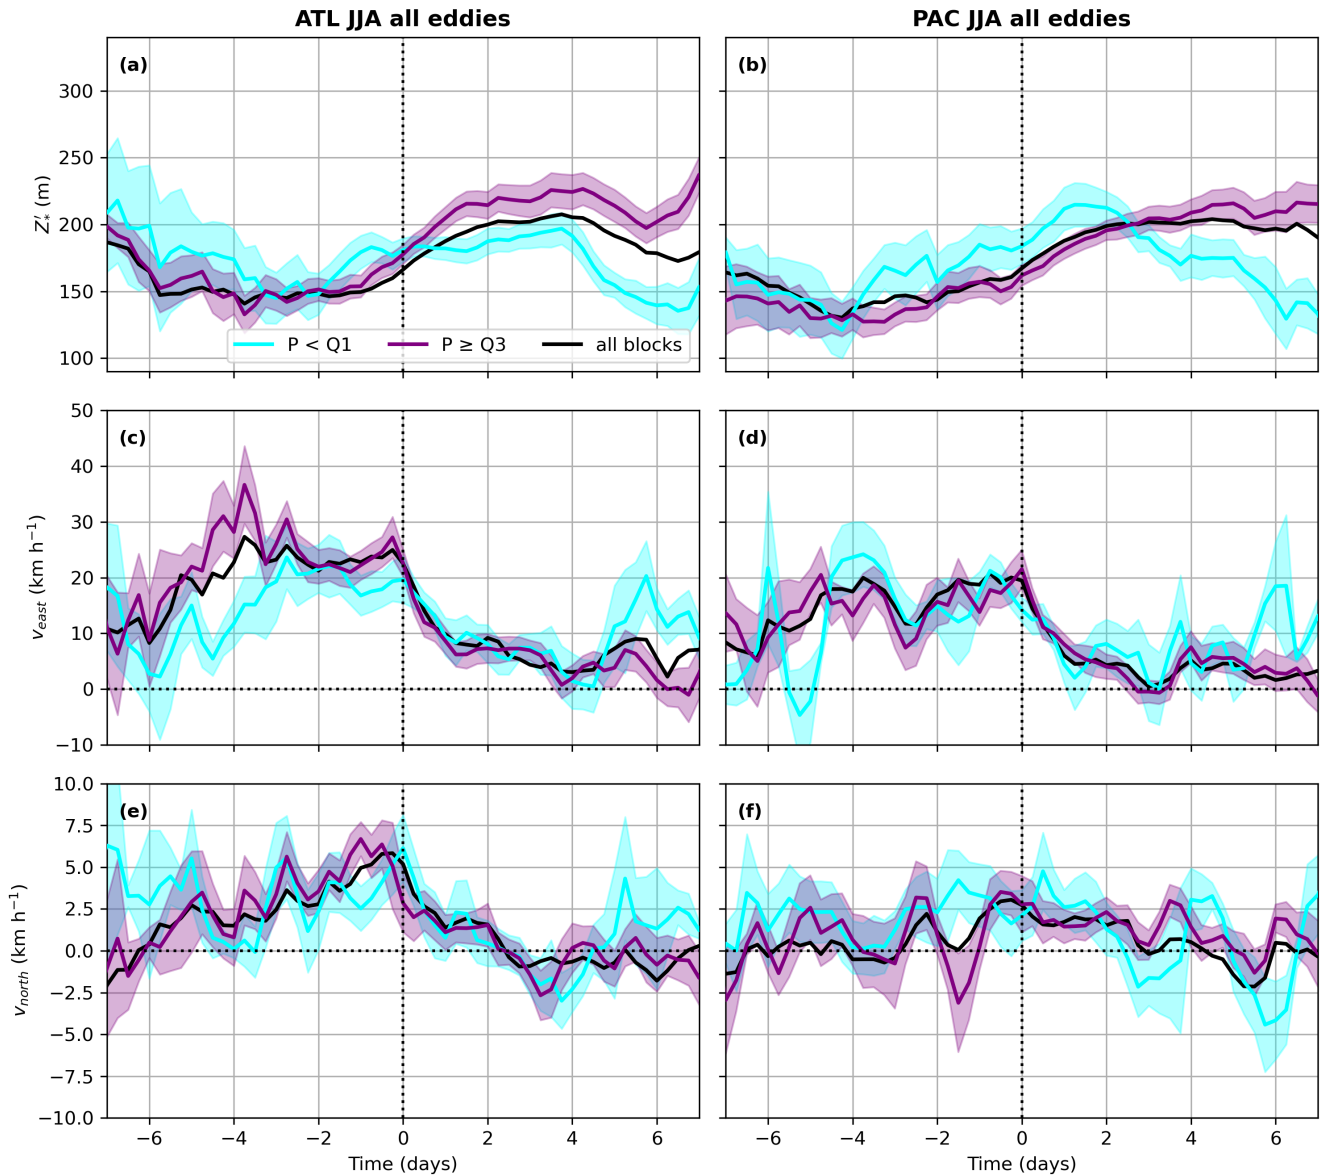 ATL JJA all eddies
PAC JJA all eddies
(a)
(b)
300
250
200
150
100
Z′* (m)
P < Q1
P ≥ Q3
all blocks
(c)
(d)
50
40
30
20
10
0
−10
v_east (km h⁻¹)
(e)
(f)
10.0
7.5
5.0
2.5
0.0
−2.5
−5.0
−7.5
−10.0
v_north (km h⁻¹)
−6 −4 −2 0 2 4 6
−6 −4 −2 0 2 4 6
Time (days)
Time (days)